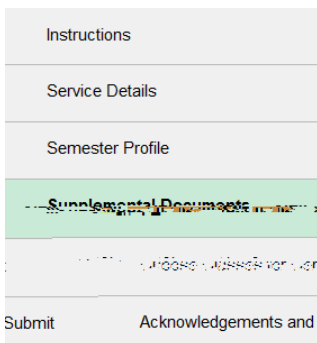 Instructions
Service Details
Semester Profile
Supplemental Documents
Submit Acknowledgements and